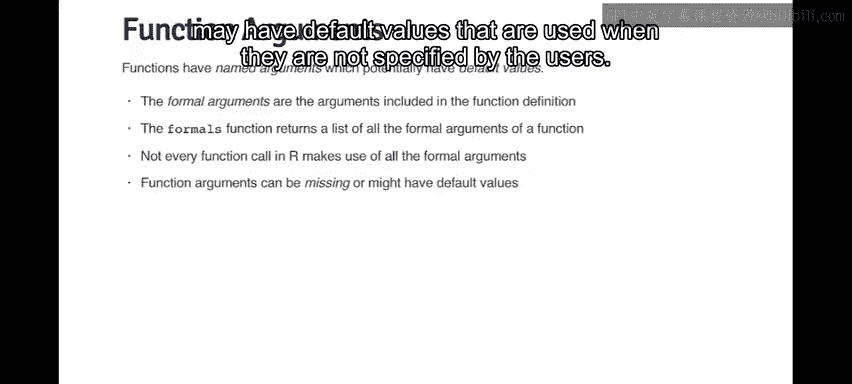 Function Arguments
may have default values that are used when
they are not specified by the users.
Functions have named arguments which potentially have default values.
· The formal arguments are the arguments included in the function definition
· The formals function returns a list of all the formal arguments of a function
· Not every function call in R makes use of all the formal arguments
· Function arguments can be missing or might have default values